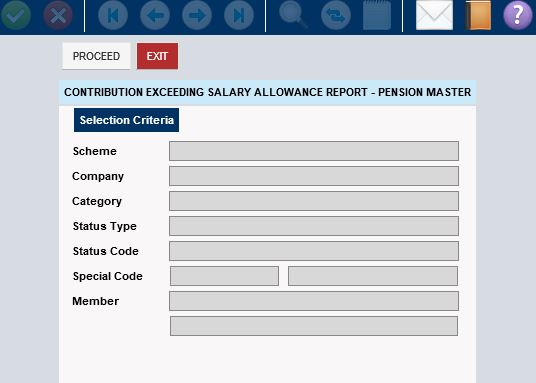 ?
PROCEED EXIT
CONTRIBUTION EXCEEDING SALARY ALLOWANCE REPORT - PENSION MASTER
Selection Criteria
Scheme
Company
Category
Status Type
Status Code
Special Code
Member